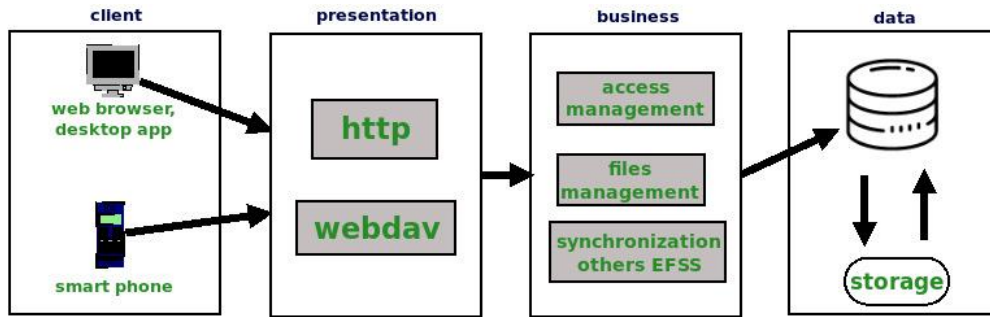 client
presentation
business
data
web browser,
desktop app
smart phone
http
webdav
access
management
files
management
synchronization
others EFSS
storage